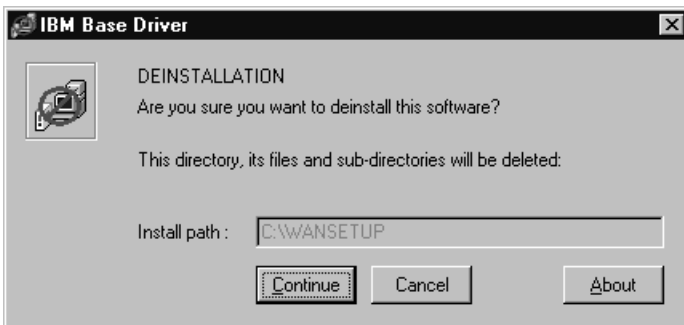 IBM Base Driver
DEINSTALLATION
Are you sure you want to deinstall this software?
This directory, its files and sub-directories will be deleted:
Install path : C:\WANSETUP
Continue Cancel About